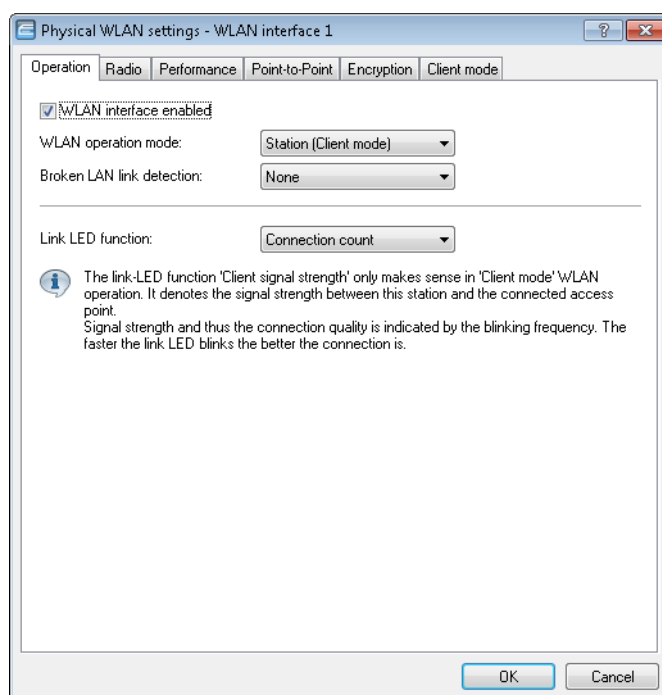 Physical WLAN settings - WLAN interface 1
?
Operation Radio Performance Point-to-Point Encryption Client mode
WLAN interface enabled
WLAN operation mode: Station (Client mode)
Broken LAN link detection: None
Link LED function: Connection count
The link-LED function 'Client signal strength' only makes sense in 'Client mode' WLAN
operation. It denotes the signal strength between this station and the connected access
point.
Signal strength and thus the connection quality is indicated by the blinking frequency. The
faster the link LED blinks the better the connection is.
OK Cancel